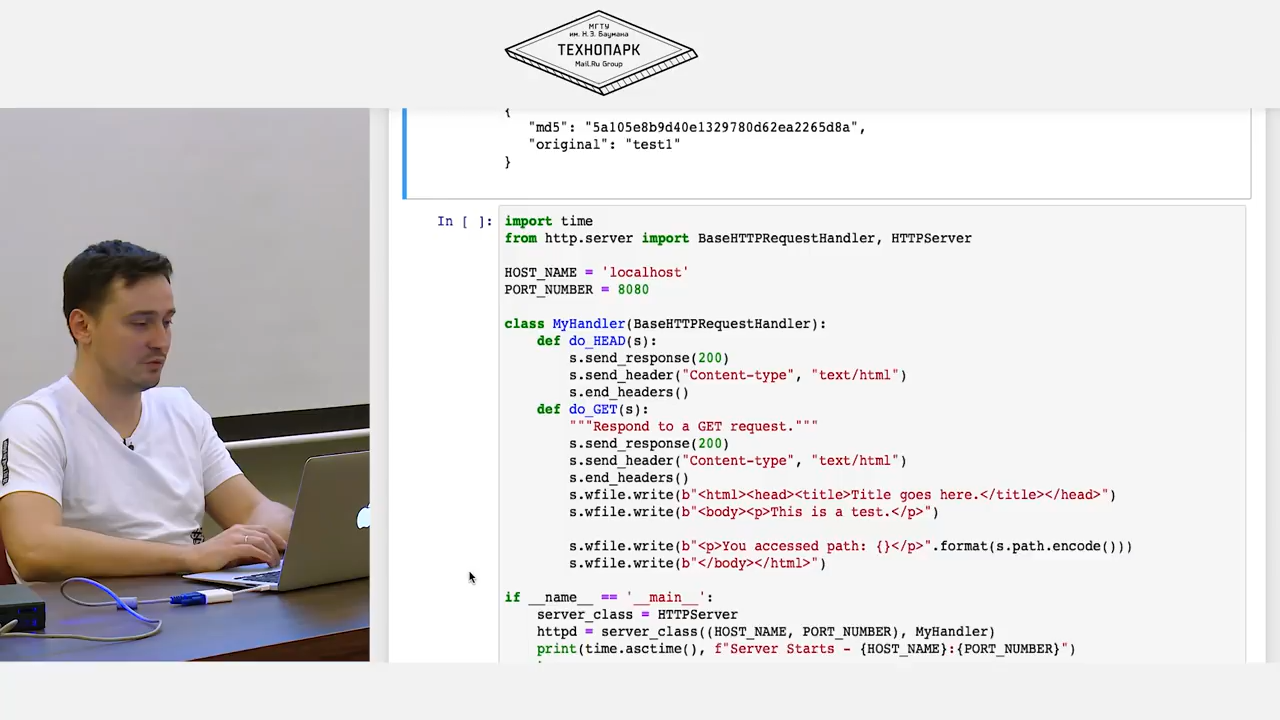 МГТУ
им. Н.Э. Баумана
ТЕХНОПАРК
Mail.Ru Group
{
"md5": "5a105e8b9d40e1329780d62ea2265d8a",
"original": "test1"
}
In [ ]:
import time
from http.server import BaseHTTPRequestHandler, HTTPServer
HOST_NAME = 'localhost'
PORT_NUMBER = 8080
class MyHandler(BaseHTTPRequestHandler):
def do_HEAD(s):
s.send_response(200)
s.send_header("Content-type", "text/html")
s.end_headers()
def do_GET(s):
"""Respond to a GET request."""
s.send_response(200)
s.send_header("Content-type", "text/html")
s.end_headers()
s.wfile.write(b"<html><head><title>Title goes here.</title></head>")
s.wfile.write(b"<body><p>This is a test.</p>")
s.wfile.write(b"<p>You accessed path: {}</p>".format(s.path.encode()))
s.wfile.write(b"</body></html>")
if __name__ == '__main__':
server_class = HTTPServer
httpd = server_class((HOST_NAME, PORT_NUMBER), MyHandler)
print(time.asctime(), f"Server Starts - {HOST_NAME}:{PORT_NUMBER}")